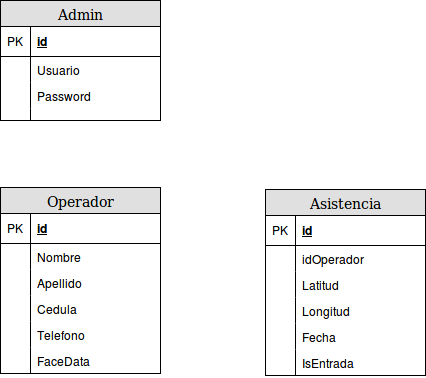 Admin
PK id
Usuario
Password
Operador
PK id
Nombre
Apellido
Cedula
Telefono
FaceData
Asistencia
PK id
idOperador
Latitud
Longitud
Fecha
IsEntrada